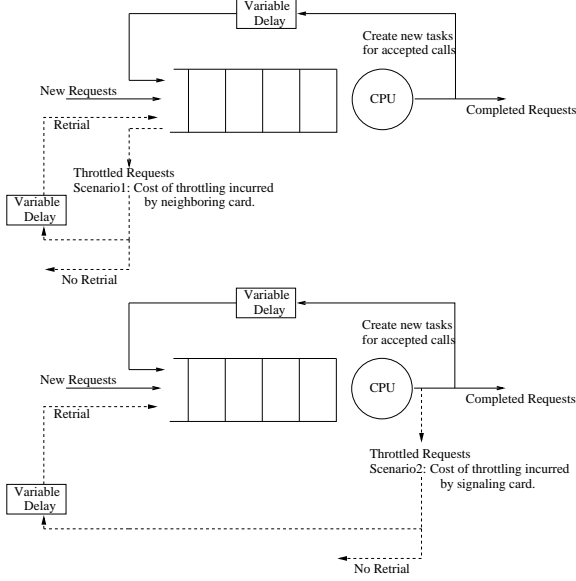 Variable
Delay
Create new tasks
for accepted calls
New Requests
CPU
Completed Requests
Retrial
Throttled Requests
Scenario1: Cost of throttling incurred
by neighboring card.
Variable
Delay
No Retrial
Variable
Delay
Create new tasks
for accepted calls
New Requests
CPU
Completed Requests
Retrial
Throttled Requests
Scenario2: Cost of throttling incurred
by signaling card.
Variable
Delay
No Retrial